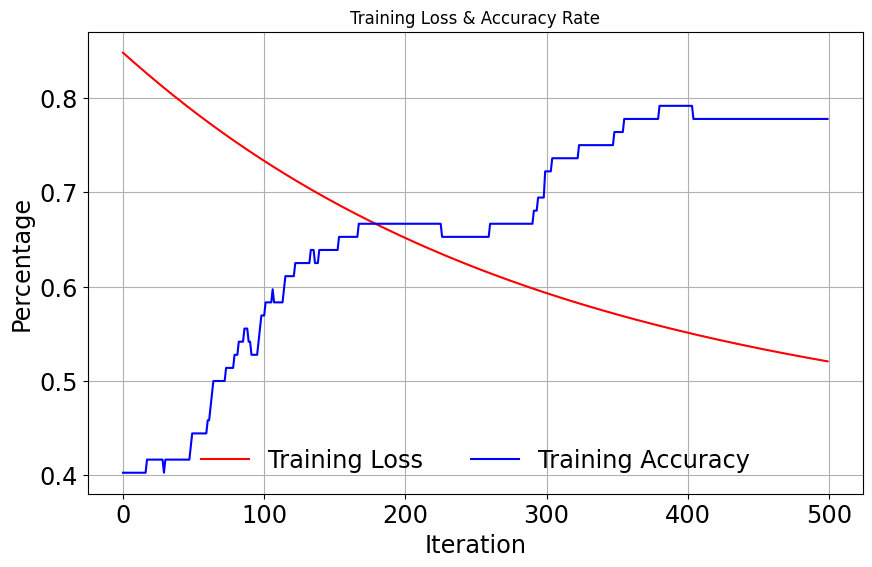 Training Loss & Accuracy Rate
0.8
0.7
0.6
0.5
0.4
Percentage
Training Loss
Training Accuracy
0 100 200 300 400 500
Iteration